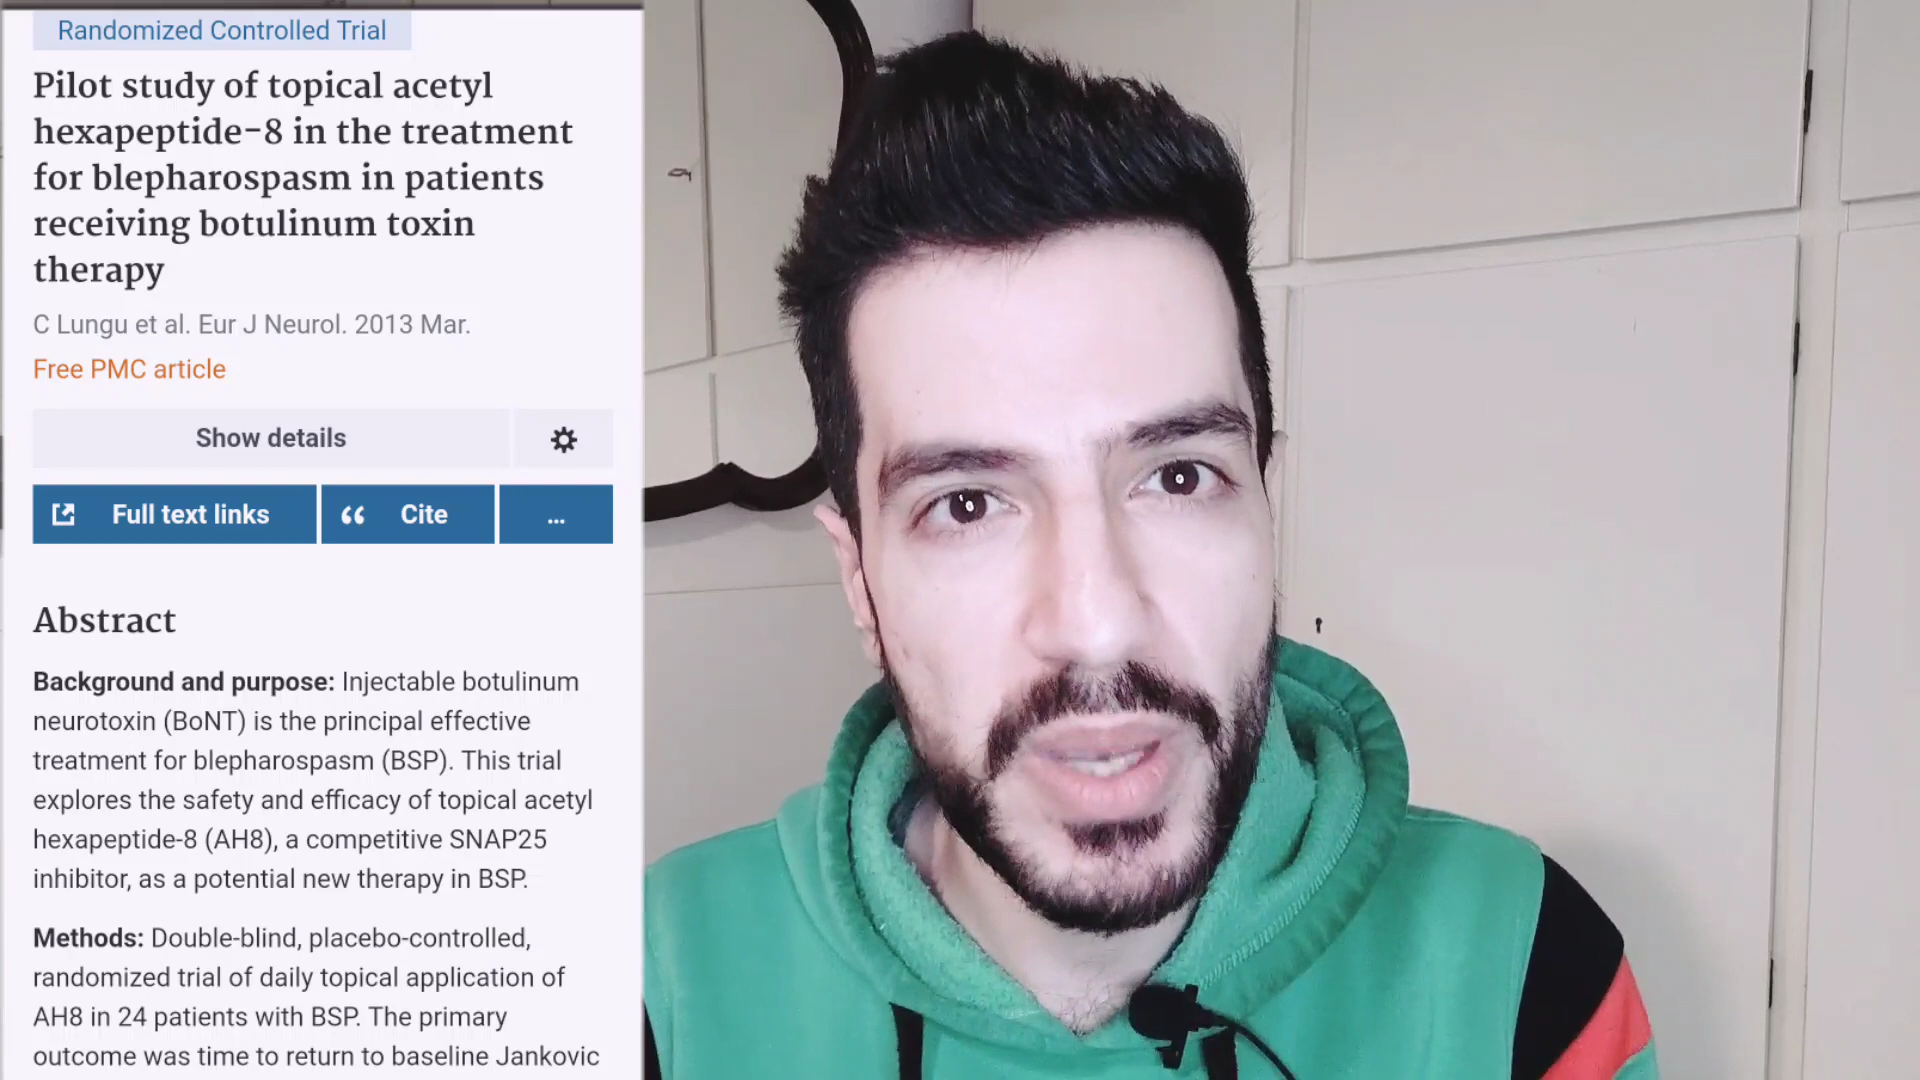 Randomized Controlled Trial
Pilot study of topical acetyl
hexapeptide-8 in the treatment
for blepharospasm in patients
receiving botulinum toxin
therapy
C Lungu et al. Eur J Neurol. 2013 Mar.
Free PMC article
Show details
Full text links
Cite
...
Abstract
Background and purpose: Injectable botulinum
neurotoxin (BoNT) is the principal effective
treatment for blepharospasm (BSP). This trial
explores the safety and efficacy of topical acetyl
hexapeptide-8 (AH8), a competitive SNAP25
inhibitor, as a potential new therapy in BSP.
Methods: Double-blind, placebo-controlled,
randomized trial of daily topical application of
AH8 in 24 patients with BSP. The primary
outcome was time to return to baseline Jankovic